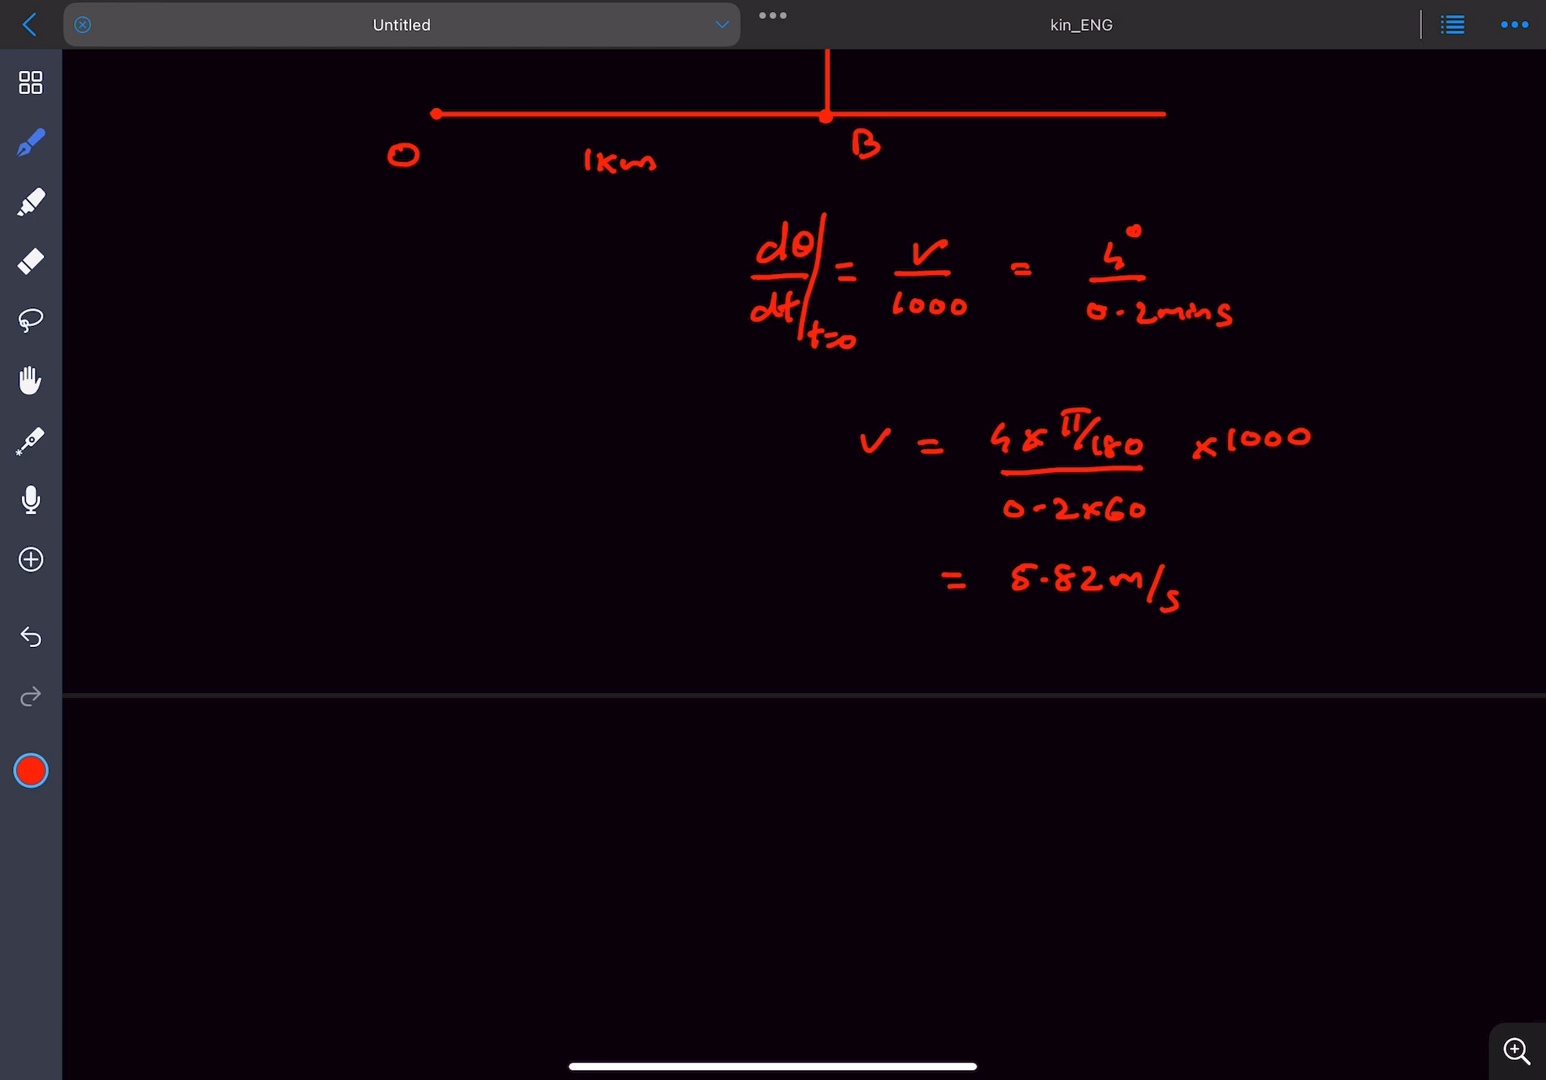 Untitled
kin_ENG
O 1km B
dθ/dt|t=0 = v/1000 = 4°/0.2mins
v = (4×π/180)/(0.2×60) ×1000
= 5.82m/s